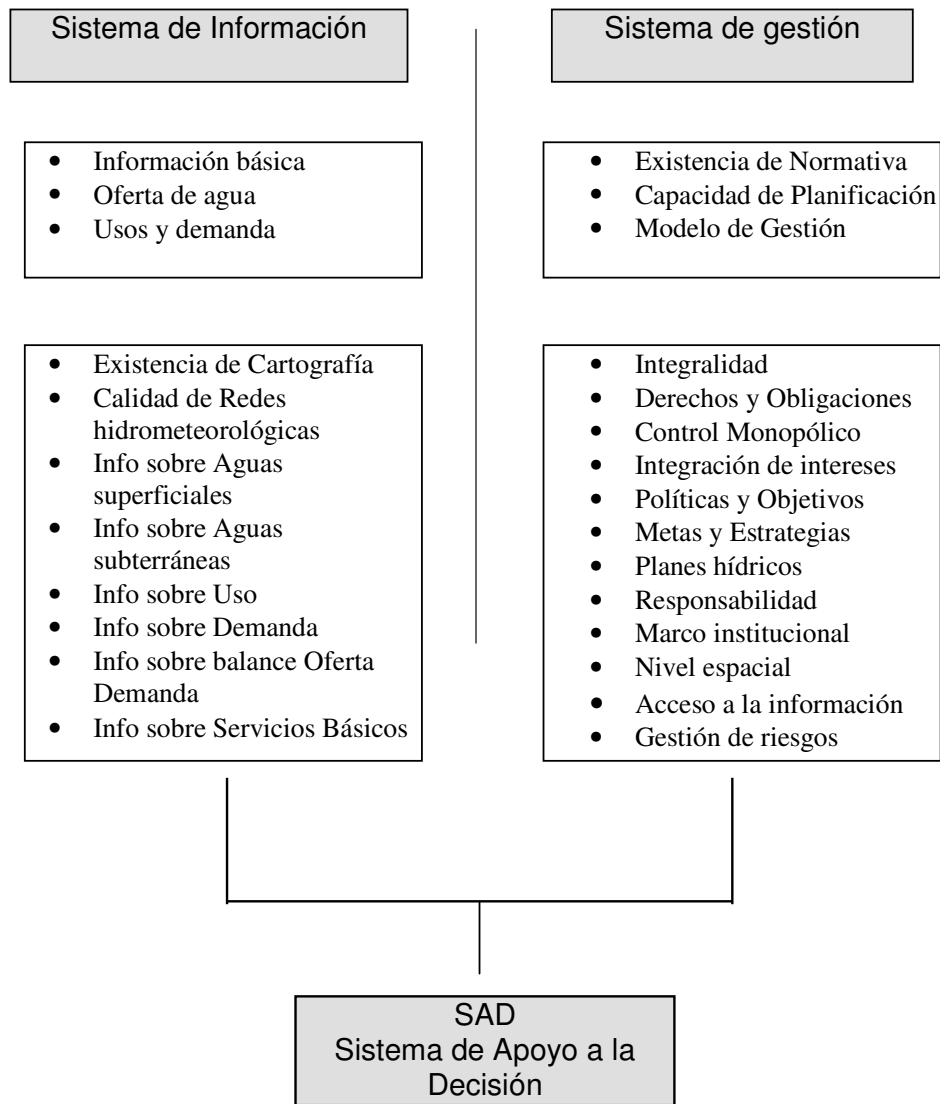 Sistema de Información
Sistema de gestión
• Información básica
• Oferta de agua
• Usos y demanda
• Existencia de Normativa
• Capacidad de Planificación
• Modelo de Gestión
• Existencia de Cartografía
• Calidad de Redes
hidrometeorológicas
• Info sobre Aguas
superficiales
• Info sobre Aguas
subterráneas
• Info sobre Uso
• Info sobre Demanda
• Info sobre balance Oferta
Demanda
• Info sobre Servicios Básicos
• Integralidad
• Derechos y Obligaciones
• Control Monopólico
• Integración de intereses
• Políticas y Objetivos
• Metas y Estrategias
• Planes hídricos
• Responsabilidad
• Marco institucional
• Nivel espacial
• Acceso a la información
• Gestión de riesgos
SAD
Sistema de Apoyo a la
Decisión